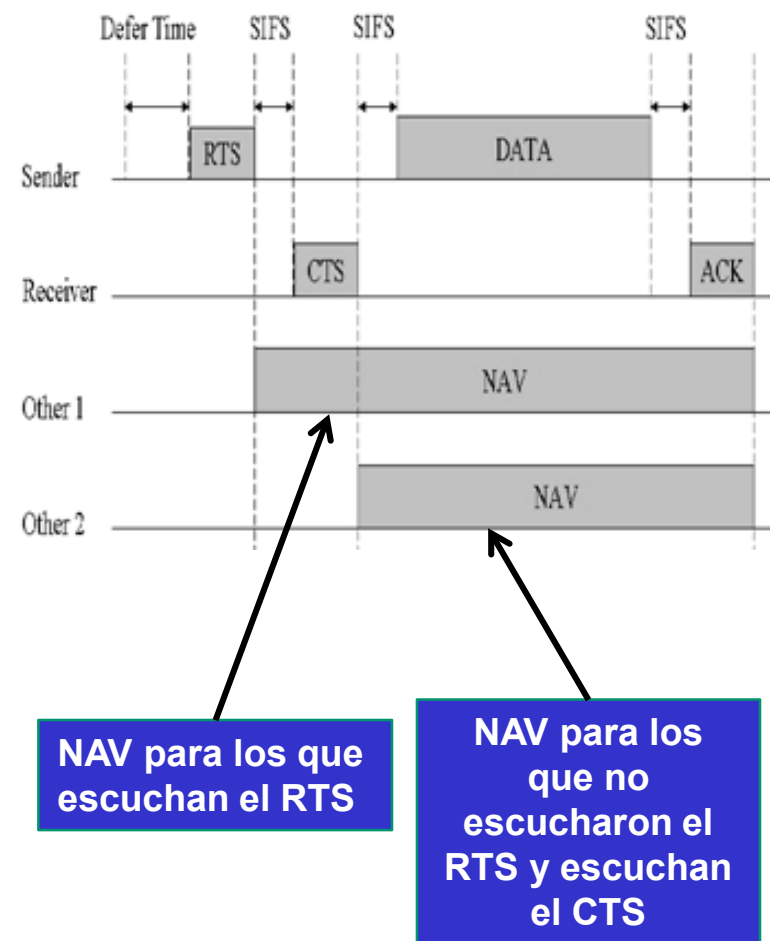 Defer Time SIFS SIFS SIFS
RTS DATA
Sender
CTS ACK
Receiver
NAV
Other 1
NAV
Other 2
NAV para los que
escuchan el RTS
NAV para los
que no
escucharon el
RTS y escuchan
el CTS